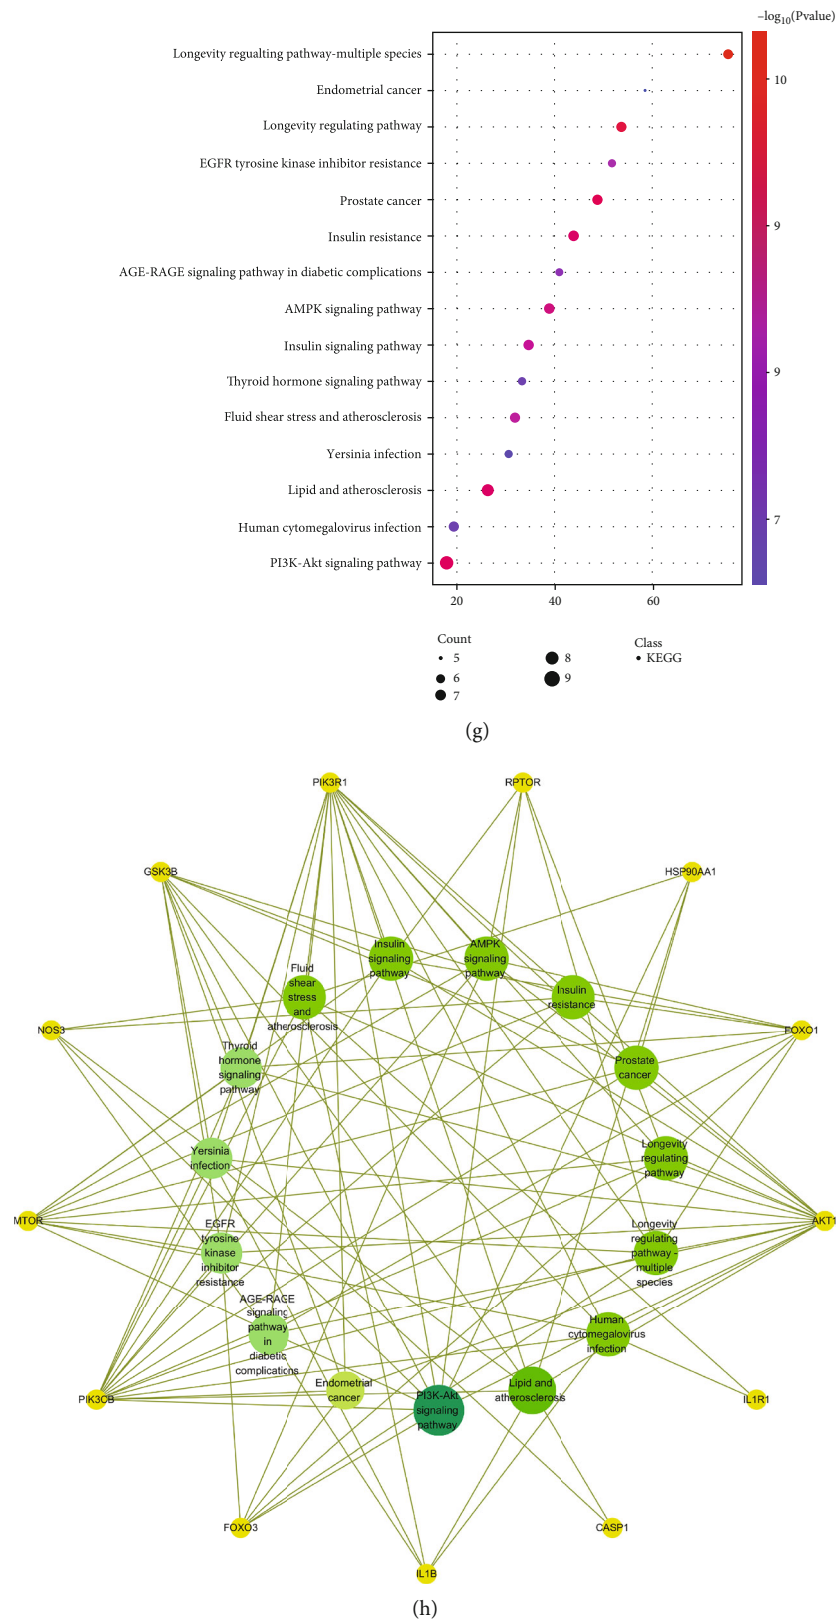 –log10(Pvalue)
Longevity regualting pathway-multiple species
Endometrial cancer
Longevity regulating pathway
EGFR tyrosine kinase inhibitor resistance
Prostate cancer
Insulin resistance
AGE-RAGE signaling pathway in diabetic complications
AMPK signaling pathway
Insulin signaling pathway
Thyroid hormone signaling pathway
Fluid shear stress and atherosclerosis
Yersinia infection
Lipid and atherosclerosis
Human cytomegalovirus infection
PI3K-Akt signaling pathway
10
9
9
7
20 40 60
Count
5
6
7
8
9
Class
KEGG
(g)
PIK3R1
RPTOR
GSK3B
HSP90AA1
Insulin
signaling
pathway
AMPK
signaling
pathway
Fluid
shear
stress
and
atherosclerosis
Insulin
resistance
NOS3
FOXO1
Thyroid
hormone
signaling
pathway
Prostate
cancer
Yersinia
infection
Longevity
regulating
pathway
MTOR
AKT1
EGFR
tyrosine
kinase
inhibitor
resistance
Longevity
regulating
pathway -
multiple
species
AGE-RAGE
signaling
pathway
in
diabetic
complications
Human
cytomegalovirus
infection
PIK3CB
Endometrial
cancer
PI3K-Akt
signaling
pathway
Lipid and
atherosclerosis
IL1R1
FOXO3
CASP1
IL1B
(h)